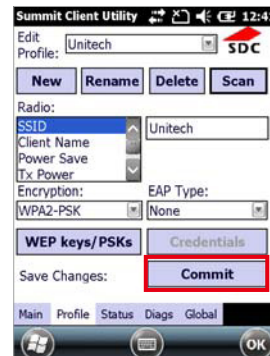 Summit Client Utility 12:4
Edit Profile: Unitech SDC
New Rename Delete Scan
Radio:
SSID Unitech
Client Name
Power Save
Tx Power
Encryption: EAP Type:
WPA2-PSK None
WEP keys/PSKs Credentials
Save Changes: Commit
Main Profile Status Diags Global
OK